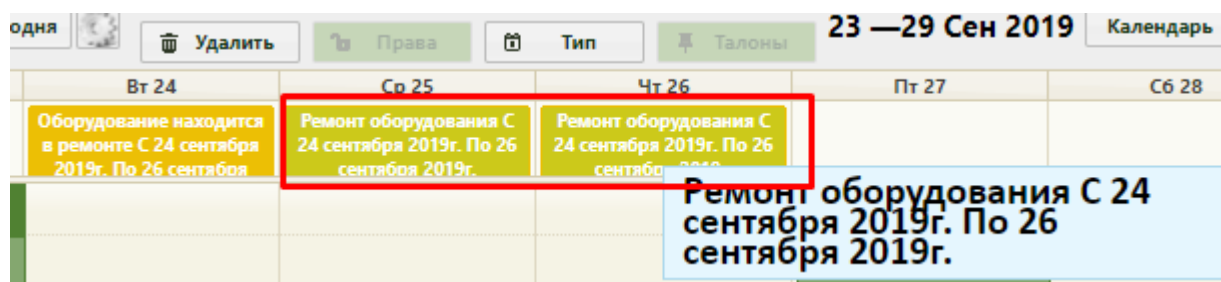 одня Удалить Права Тип Талоны 23 —29 Сен 2019 Календарь
Вт 24 Ср 25 Чт 26 Пт 27 Сб 28
Оборудование находится
в ремонте С 24 сентября
2019г. По 26 сентября
Ремонт оборудования С
24 сентября 2019г. По 26
сентября 2019г.
Ремонт оборудования С
24 сентября 2019г. По 26
Ремонт оборудования С 24
сентября 2019г. По 26
сентября 2019г.